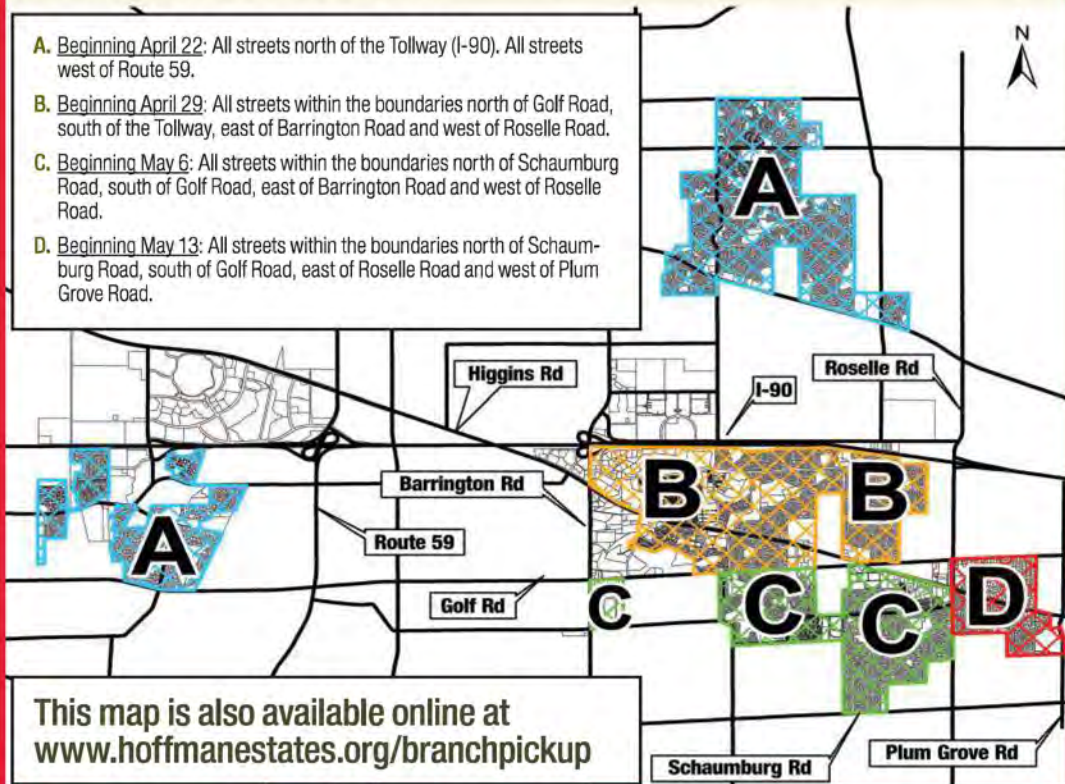 A. Beginning April 22: All streets north of the Tollway (I-90). All streets
west of Route 59.
B. Beginning April 29: All streets within the boundaries north of Golf Road,
south of the Tollway, east of Barrington Road and west of Roselle Road.
C. Beginning May 6: All streets within the boundaries north of Schaumburg
Road, south of Golf Road, east of Barrington Road and west of Roselle
Road.
D. Beginning May 13: All streets within the boundaries north of Schaum-
burg Road, south of Golf Road, east of Roselle Road and west of Plum
Grove Road.
N
A
Higgins Rd
Roselle Rd
I-90
Barrington Rd
B
B
A
Route 59
Golf Rd
C
C
C
D
This map is also available online at
www.hoffmanestates.org/branchpickup
Schaumburg Rd
Plum Grove Rd